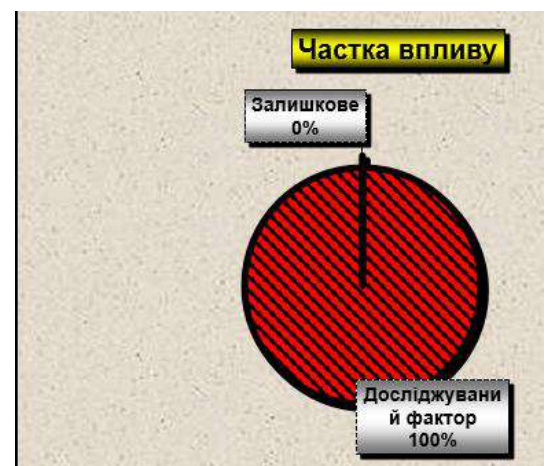 Частка впливу
Залишкове
0%
Досліджувани
й фактор
100%